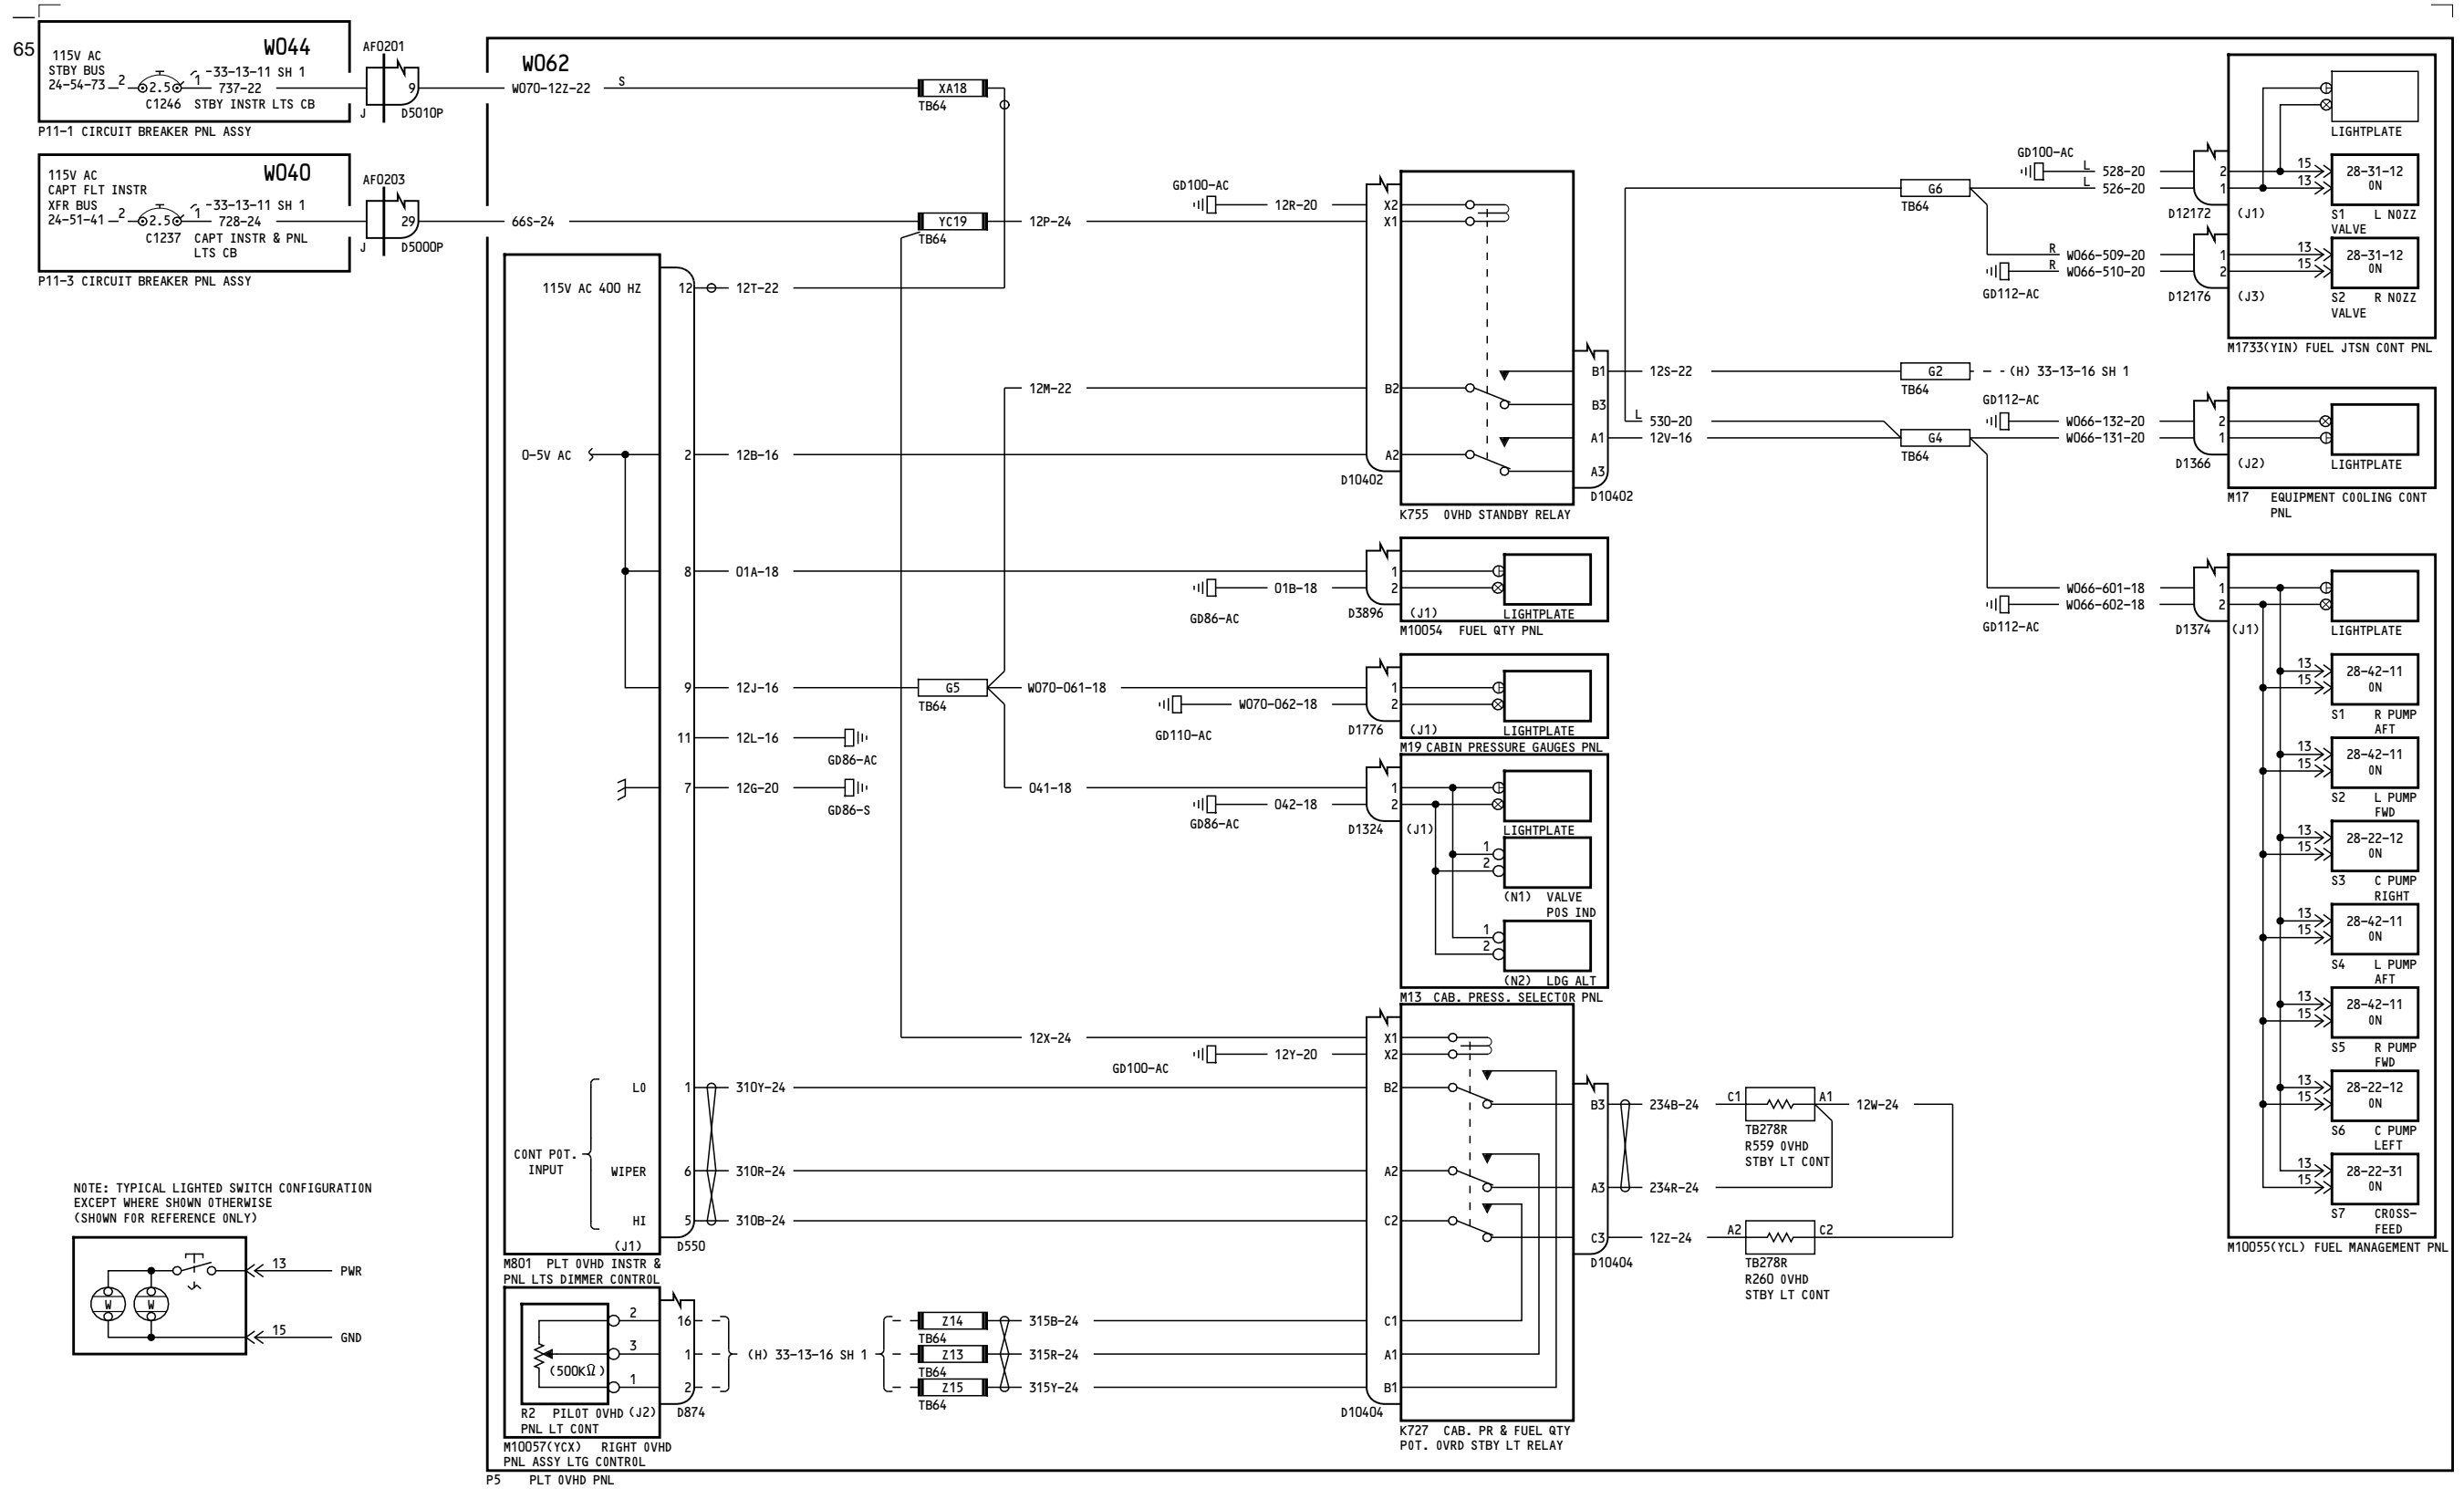 65
W044
115V AC
STBY BUS
24-54-73
2
2.5
1
33-13-11 SH 1
737-22
C1246 STBY INSTR LTS CB
P11-1 CIRCUIT BREAKER PNL ASSY
AF0201
9
J
D5010P
W040
115V AC
CAPT FLT INSTR
XFR BUS
24-51-41
2
2.5
1
33-13-11 SH 1
728-24
C1237 CAPT INSTR & PNL
LTS CB
P11-3 CIRCUIT BREAKER PNL ASSY
AF0203
29
J
D5000P
W062
W070-12Z-22
S
XA18
TB64
66S-24
YC19
TB64
12P-24
GD100-AC
12R-20
X2
X1
115V AC 400 HZ
12
12T-22
12M-22
B2
0-5V AC
2
12B-16
A2
D10402
B1
B3
A1
A3
D10402
K755 OVHD STANDBY RELAY
12S-22
L
530-20
12V-16
G6
TB64
G2
TB64
(H) 33-13-16 SH 1
G4
TB64
GD100-AC
L
528-20
L
526-20
2
1
D12172
(J1)
R
W066-509-20
R
W066-510-20
GD112-AC
1
2
D12176
(J3)
LIGHTPLATE
15
13
28-31-12
ON
S1 L NOZZ
VALVE
13
15
28-31-12
ON
S2 R NOZZ
VALVE
M1733(YIN) FUEL JTSN CONT PNL
GD112-AC
W066-132-20
W066-131-20
2
1
D1366
(J2)
LIGHTPLATE
M17 EQUIPMENT COOLING CONT
PNL
W066-601-18
W066-602-18
GD112-AC
1
2
D1374
(J1)
LIGHTPLATE
13
15
28-42-11
ON
S1 R PUMP
AFT
13
15
28-42-11
ON
S2 L PUMP
FWD
13
15
28-22-12
ON
S3 C PUMP
RIGHT
13
15
28-42-11
ON
S4 L PUMP
AFT
13
15
28-42-11
ON
S5 R PUMP
FWD
13
15
28-22-12
ON
S6 C PUMP
LEFT
13
15
28-22-31
ON
S7 CROSS-
FEED
M10055(YCL) FUEL MANAGEMENT PNL
8
01A-18
01B-18
GD86-AC
1
2
D3896
(J1)
LIGHTPLATE
M10054 FUEL QTY PNL
9
12J-16
G5
TB64
W070-061-18
W070-062-18
GD110-AC
1
2
D1776
(J1)
LIGHTPLATE
M19 CABIN PRESSURE GAUGES PNL
11
12L-16
GD86-AC
7
12G-20
GD86-S
041-18
042-18
GD86-AC
1
2
D1324
(J1)
LIGHTPLATE
1
2
(N1) VALVE
POS IND
1
2
(N2) LDG ALT
M13 CAB. PRESS. SELECTOR PNL
12X-24
GD100-AC
12Y-20
X1
X2
LO
1
310Y-24
B2
CONT POT.
INPUT
WIPER
6
310R-24
A2
HI
5
310B-24
C2
(J1)
D550
M801 PLT OVHD INSTR &
PNL LTS DIMMER CONTROL
B3
A3
C3
D10404
234B-24
C1
A1
12W-24
TB278R
R559 OVHD
STBY LT CONT
234R-24
12Z-24
A2
C2
TB278R
R260 OVHD
STBY LT CONT
2
3
1
(500KΩ)
R2 PILOT OVHD (J2)
PNL LT CONT
16
1
2
D874
M10057(YCX) RIGHT OVHD
PNL ASSY LTG CONTROL
(H) 33-13-16 SH 1
Z14
TB64
Z13
TB64
Z15
TB64
315B-24
315R-24
315Y-24
C1
A1
B1
D10404
K727 CAB. PR & FUEL QTY
POT. OVRD STBY LT RELAY
P5 PLT OVHD PNL
NOTE: TYPICAL LIGHTED SWITCH CONFIGURATION
EXCEPT WHERE SHOWN OTHERWISE
(SHOWN FOR REFERENCE ONLY)
W
W
13
PWR
15
GND